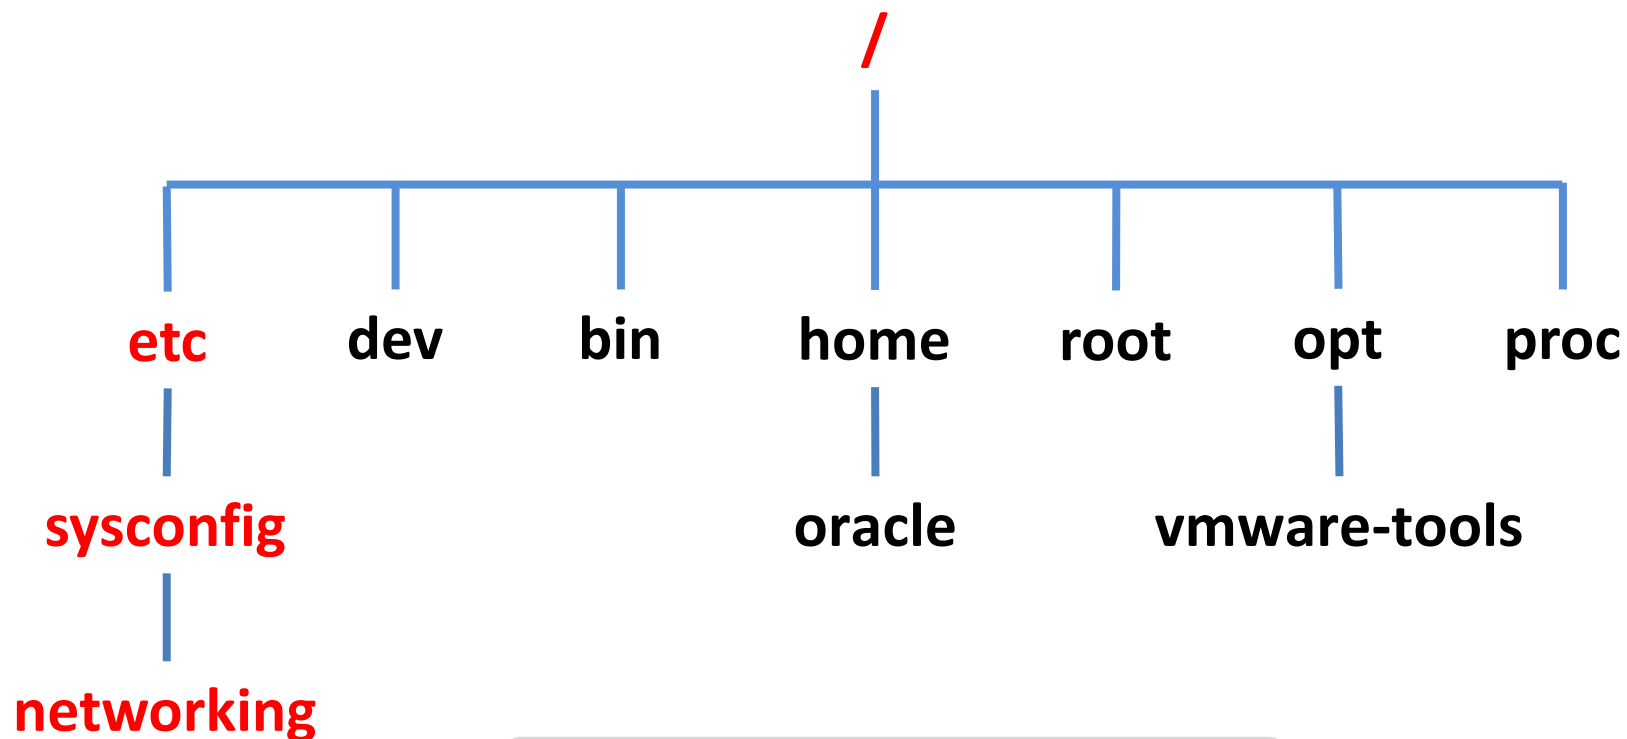 /
etc dev bin home root opt proc
sysconfig oracle vmware-tools
networking